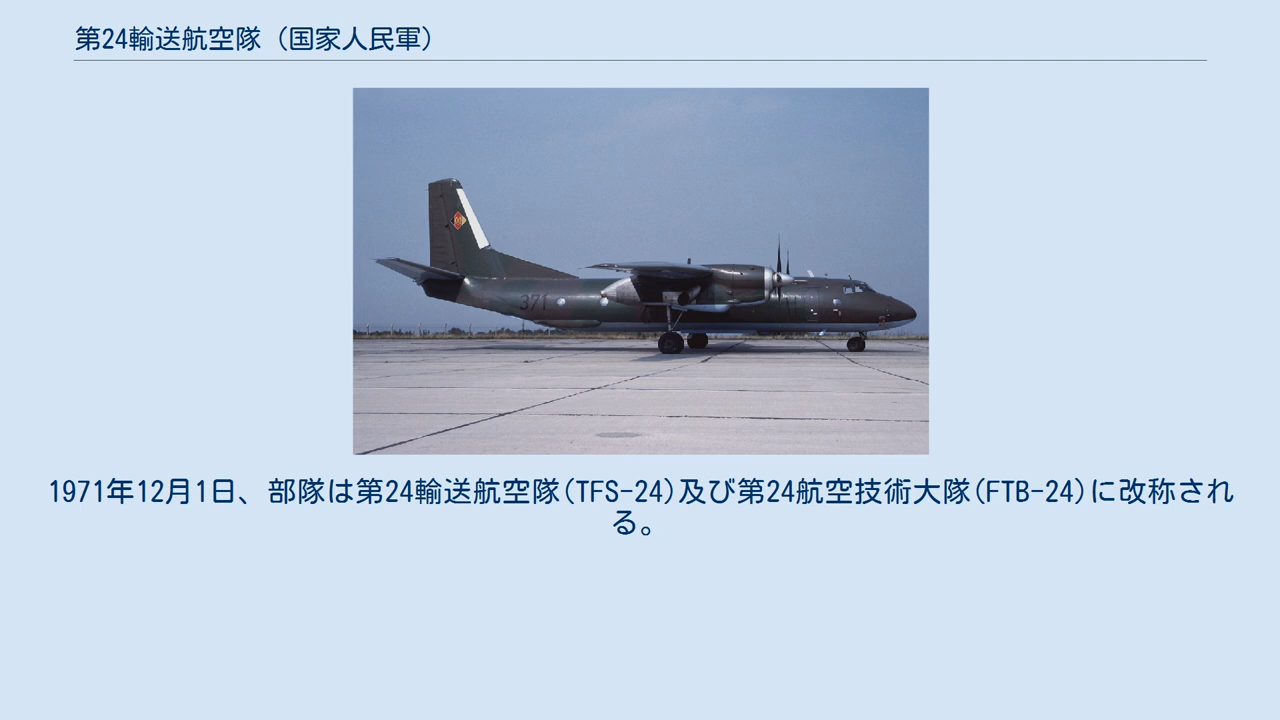 第24輸送航空隊（国家人民軍）
371
1971年12月1日、部隊は第24輸送航空隊(TFS-24)及び第24航空技術大隊(FTB-24)に改称され
る。